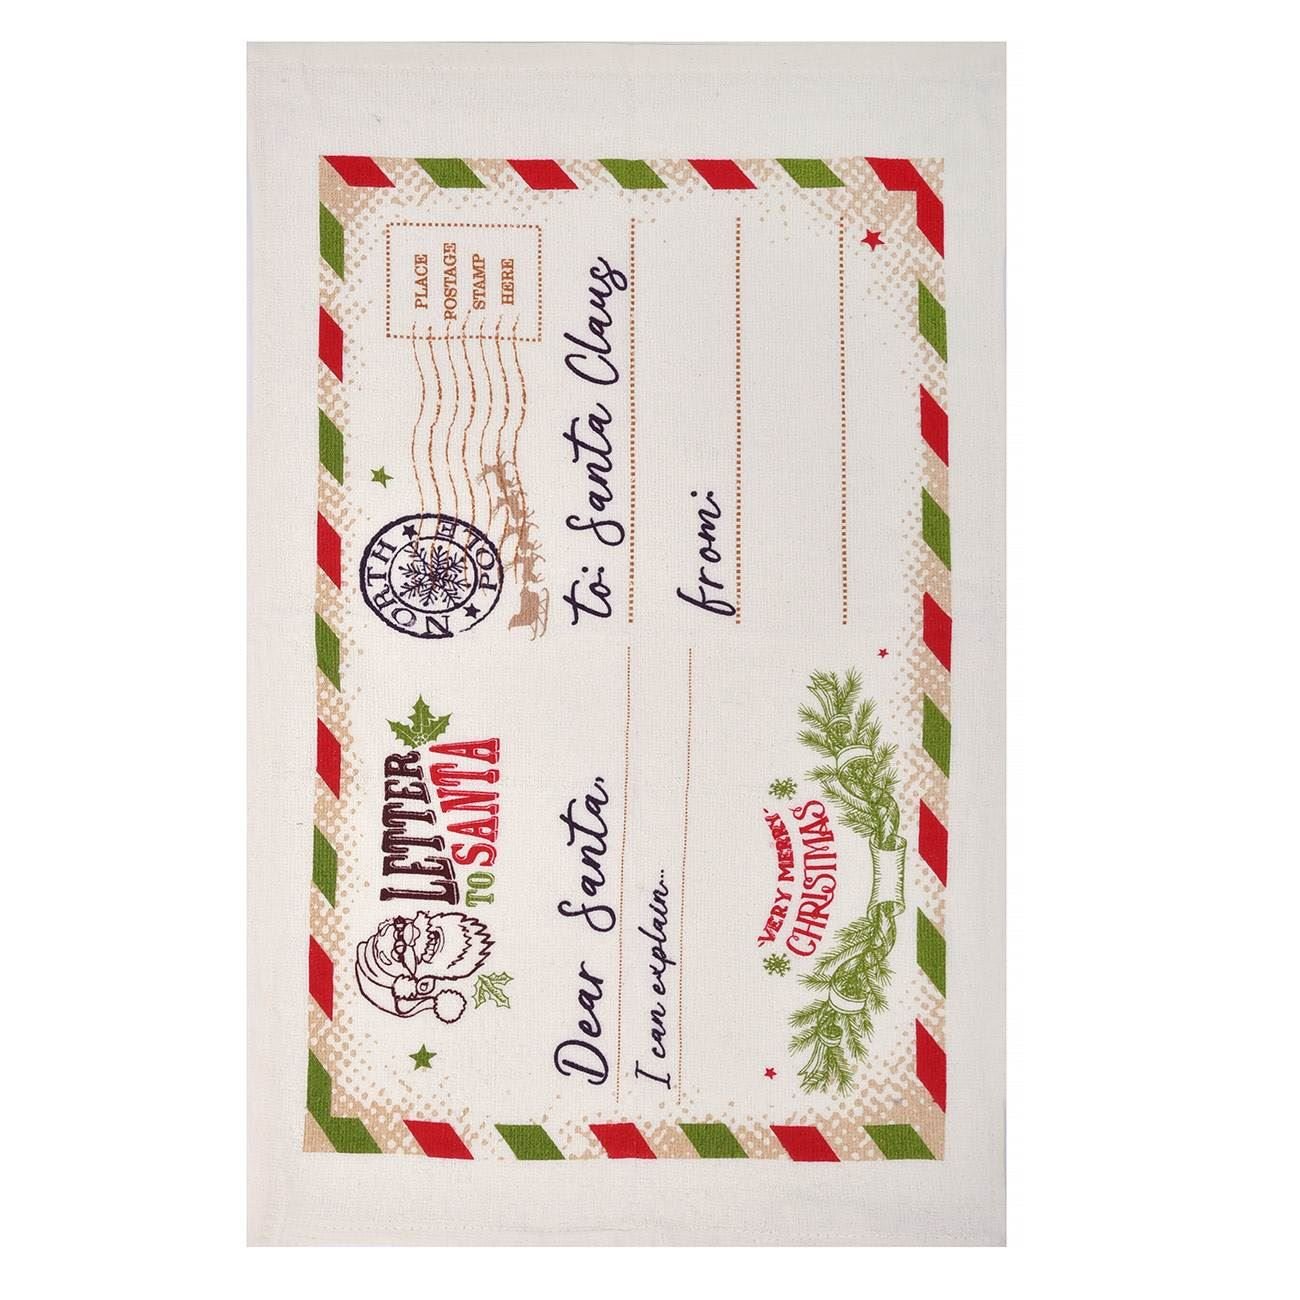 LETTER
TO SANTA
Dear Santa,
I can explain...
VERY MERRY
CHRISTMAS
NORTH POLE
PLACE
POSTAGE
STAMP
HERE
to: Santa Claus
from: